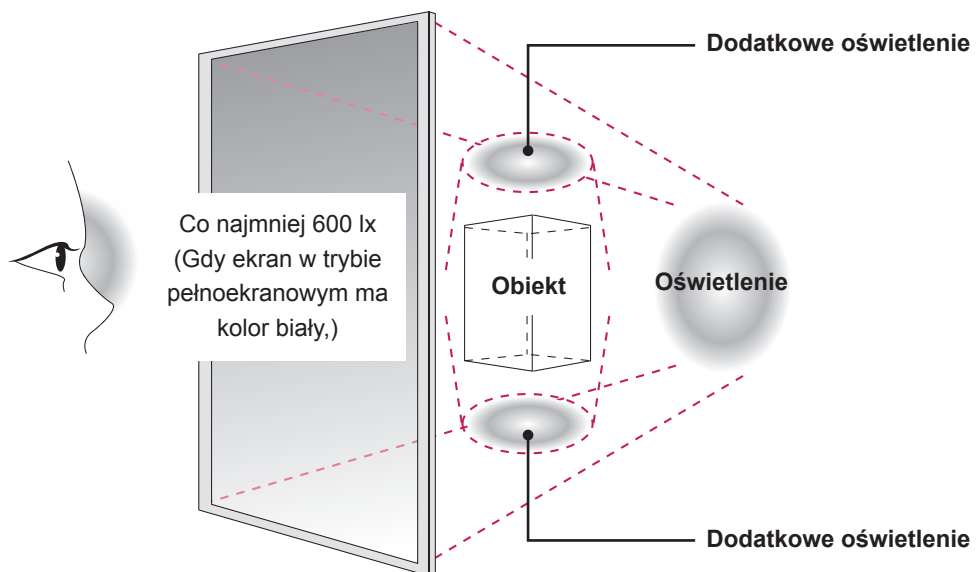 Dodatkowe oświetlenie
Co najmniej 600 lx
(Gdy ekran w trybie
pełnoekranowym ma
kolor biały,)
Obiekt
Oświetlenie
Dodatkowe oświetlenie